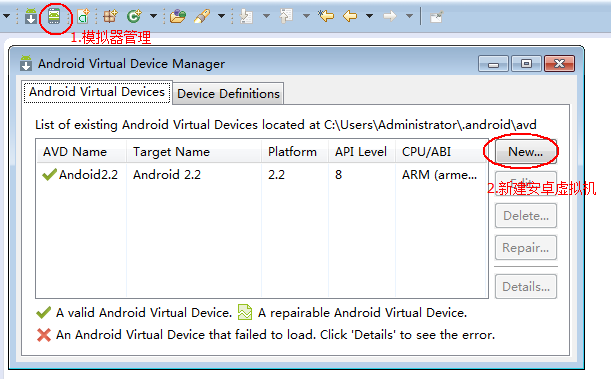 1.模拟器管理
Android Virtual Device Manager
Android Virtual Devices Device Definitions
List of existing Android Virtual Devices located at C:\Users\Administrator\.android\avd
AVD Name Target Name Platform API Level CPU/ABI New...
Andoid2.2 Android 2.2 2.2 8 ARM (arme...
Edit...
2.新建安卓虚拟机
Delete...
Repair...
Details...
A valid Android Virtual Device. A repairable Android Virtual Device.
An Android Virtual Device that failed to load. Click 'Details' to see the error.